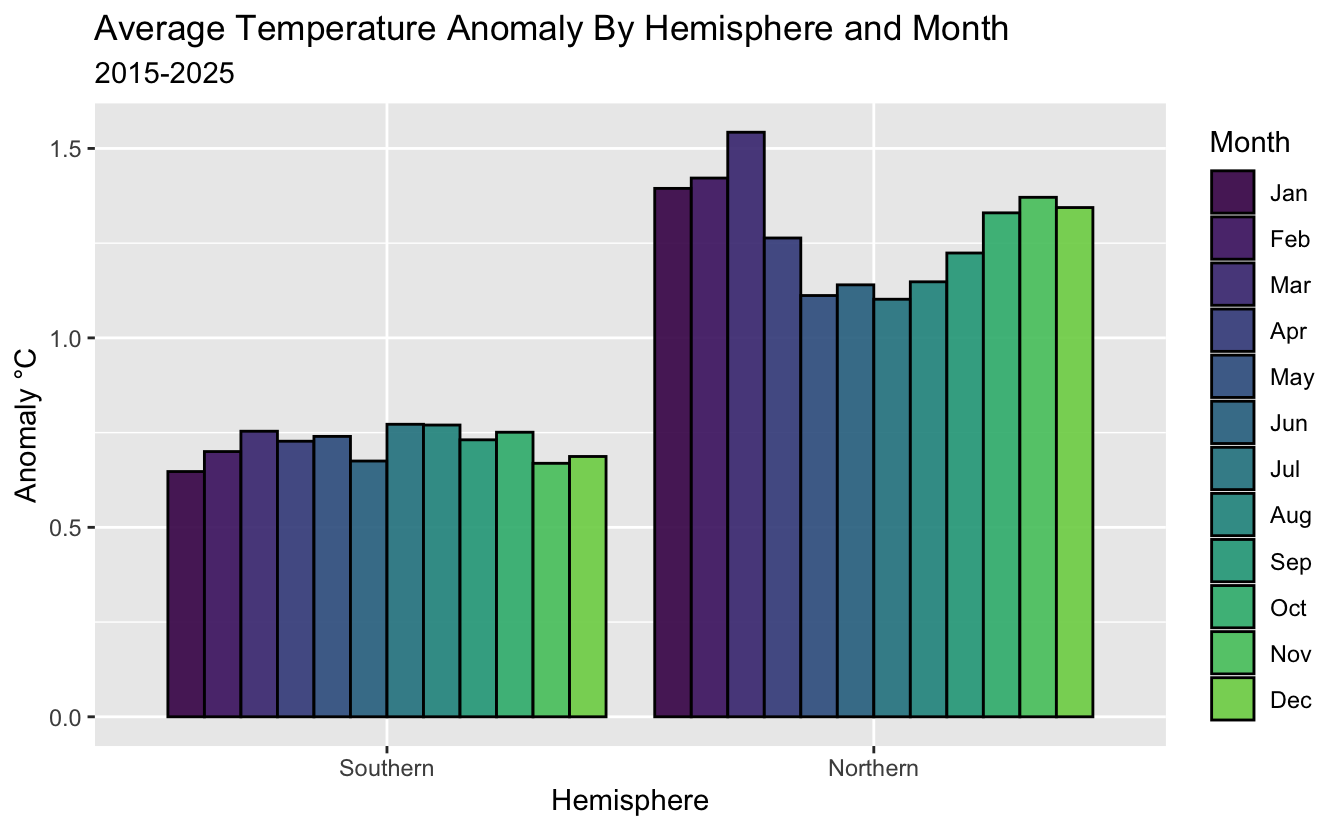 Average Temperature Anomaly By Hemisphere and Month
2015-2025
Anomaly °C
1.5
1.0
0.5
0.0
Southern
Northern
Hemisphere
Month
Jan
Feb
Mar
Apr
May
Jun
Jul
Aug
Sep
Oct
Nov
Dec